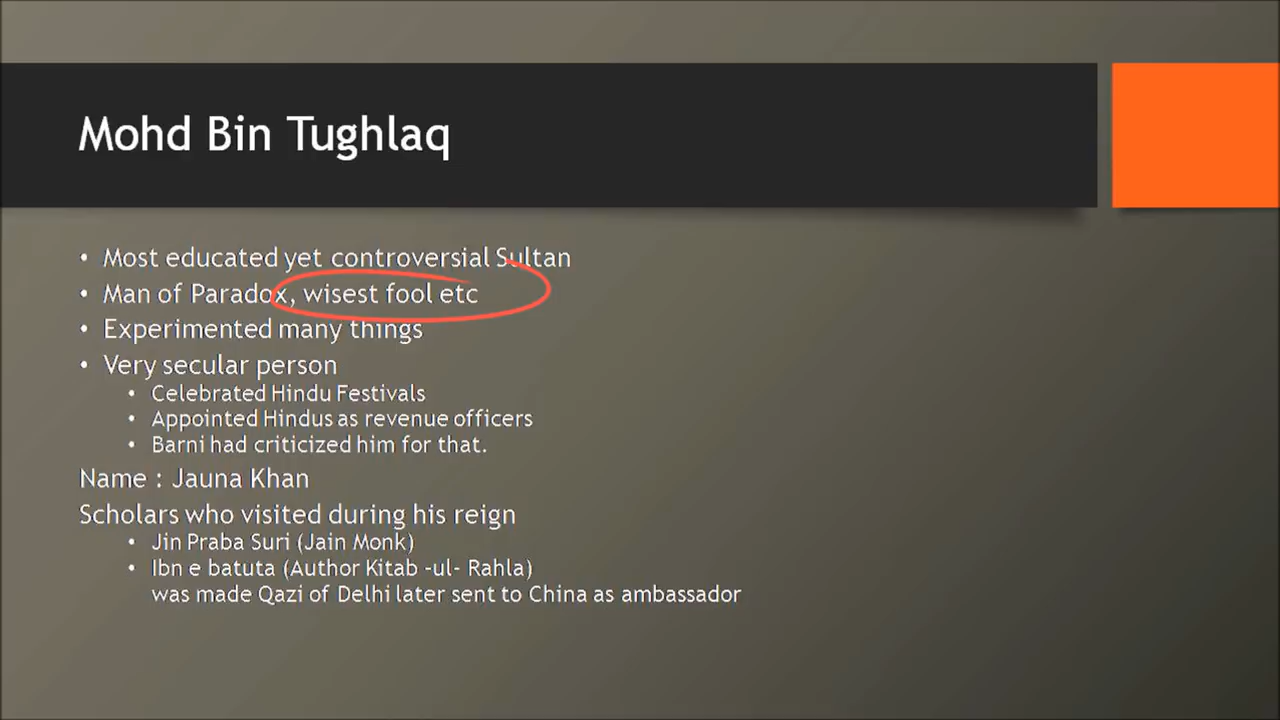 Mohd Bin Tughlaq
• Most educated yet controversial Sultan
• Man of Paradox, wisest fool etc
• Experimented many things
• Very secular person
• Celebrated Hindu Festivals
• Appointed Hindus as revenue officers
• Barni had criticized him for that.
Name : Jauna Khan
Scholars who visited during his reign
• Jin Praba Suri (Jain Monk)
• Ibn e batuta (Author Kitab -ul- Rahla)
was made Qazi of Delhi later sent to China as ambassador